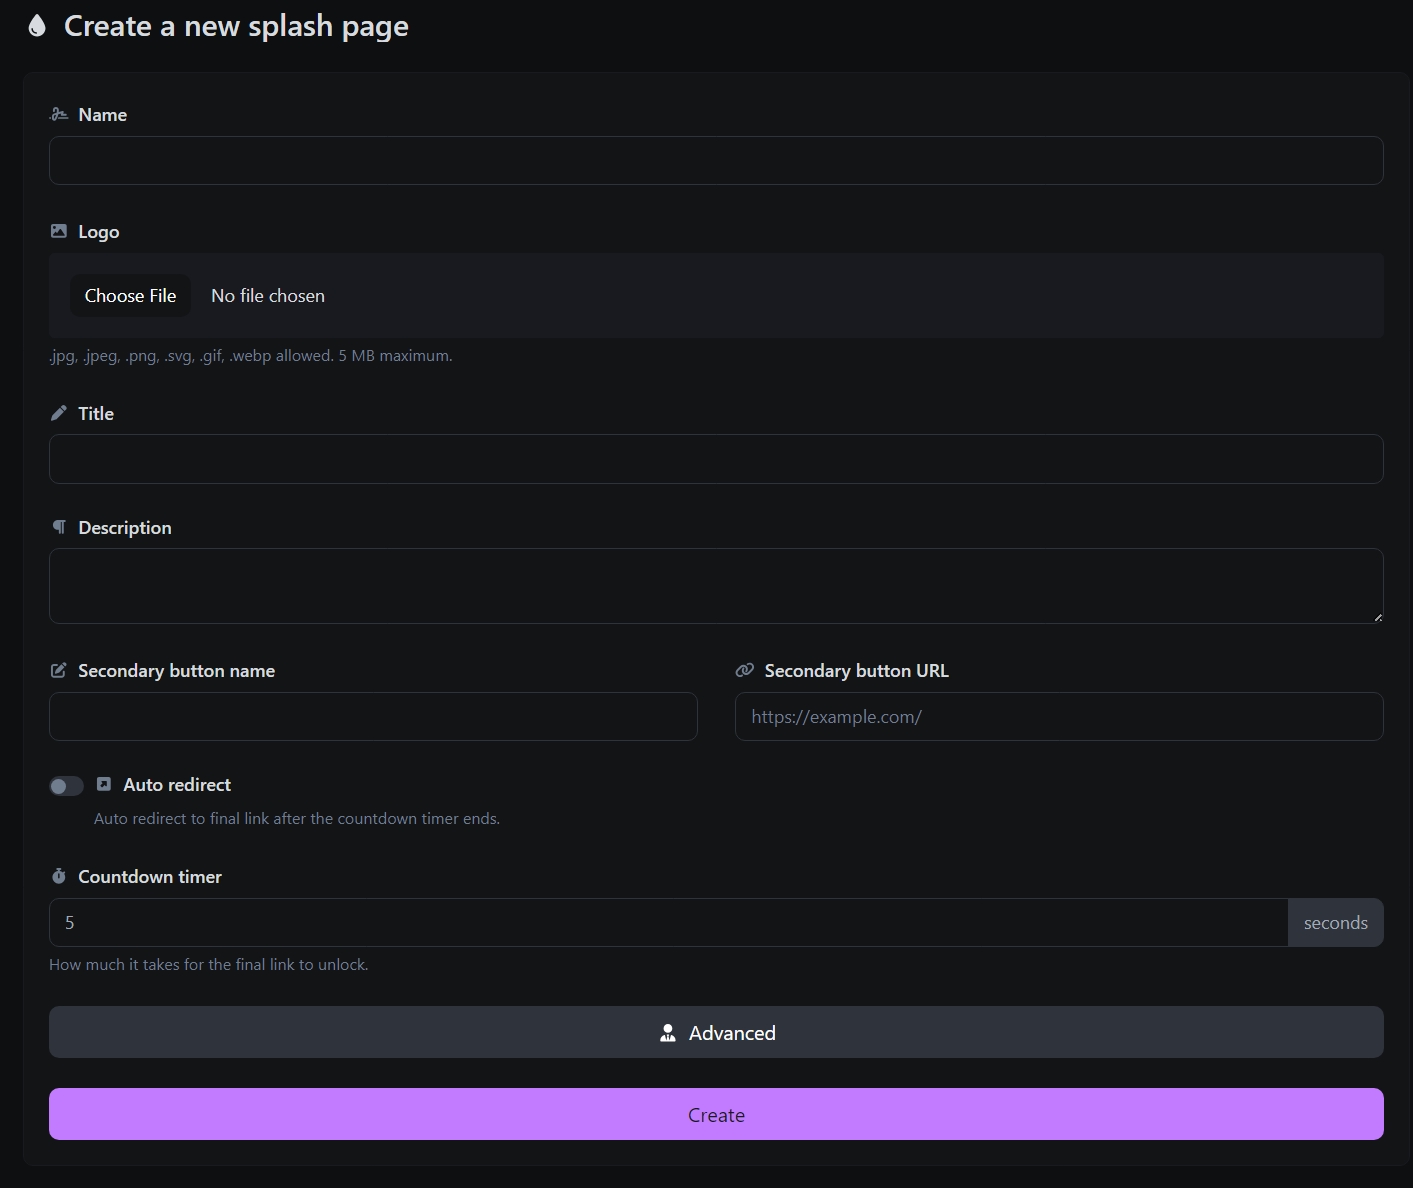 Create a new splash page
Name
Logo
Choose File No file chosen
.jpg, .jpeg, .png, .svg, .gif, .webp allowed. 5 MB maximum.
Title
Description
Secondary button name
Secondary button URL
https://example.com/
Auto redirect
Auto redirect to final link after the countdown timer ends.
Countdown timer
5 seconds
How much it takes for the final link to unlock.
Advanced
Create